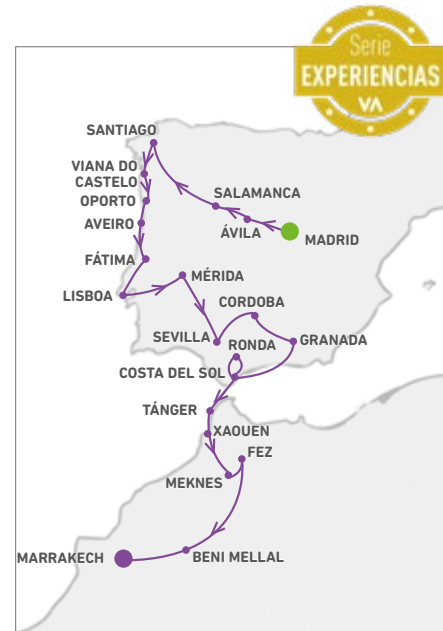 Serie
EXPERIENCIAS
VA
SANTIAGO
VIANA DO
CASTELO
OPORTO
AVEIRO
FÁTIMA
LISBOA
SALAMANCA
ÁVILA
MADRID
MÉRIDA
CORDOBA
SEVILLA
RONDA
GRANADA
COSTA DEL SOL
TÁNGER
XAOUEN
FEZ
MEKNES
MARRAKECH
BENI MELLAL